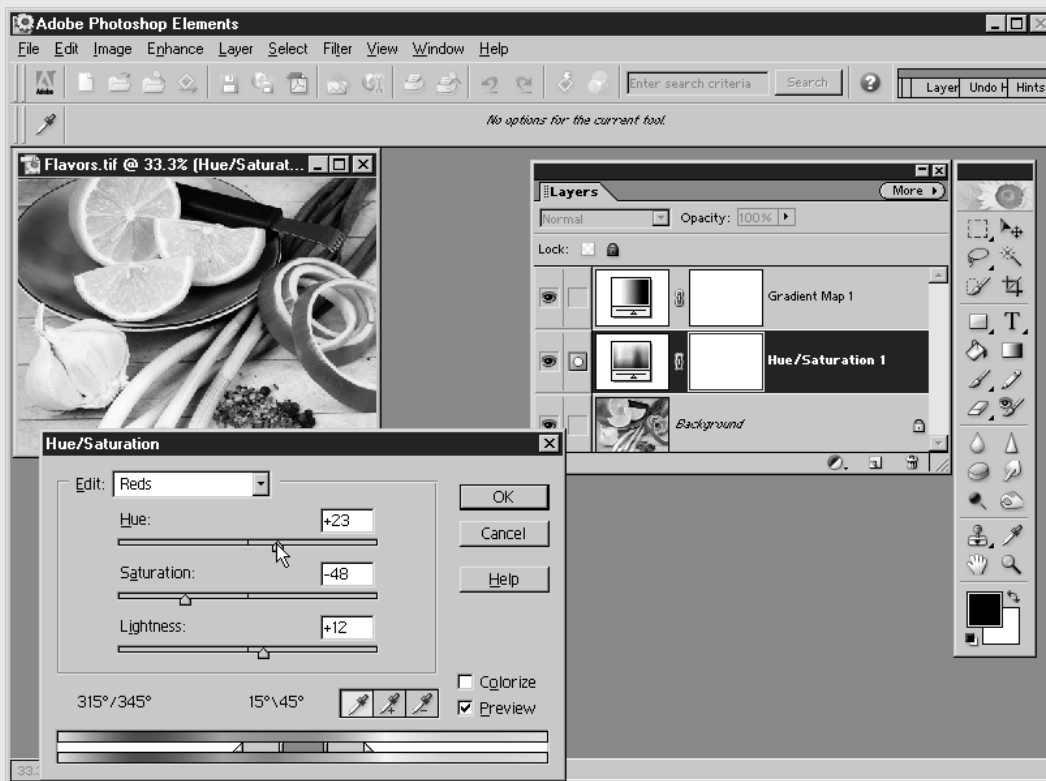 Adobe Photoshop Elements
File Edit Image Enhance Layer Select Filter View Window Help
Adobe
Enter search criteria Search
Layer Undo H Hints
No options for the current tool.
Flavors.tif @ 33.3% (Hue/Saturat...
Layers More
Normal Opacity: 100%
Lock:
Gradient Map 1
Hue/Saturation 1
Background
T
Hue/Saturation
Edit: Reds
OK
Hue: +23
Cancel
Saturation: -48
Help
Lightness: +12
Colorize
315°/345° 15°\45°
Preview
33.